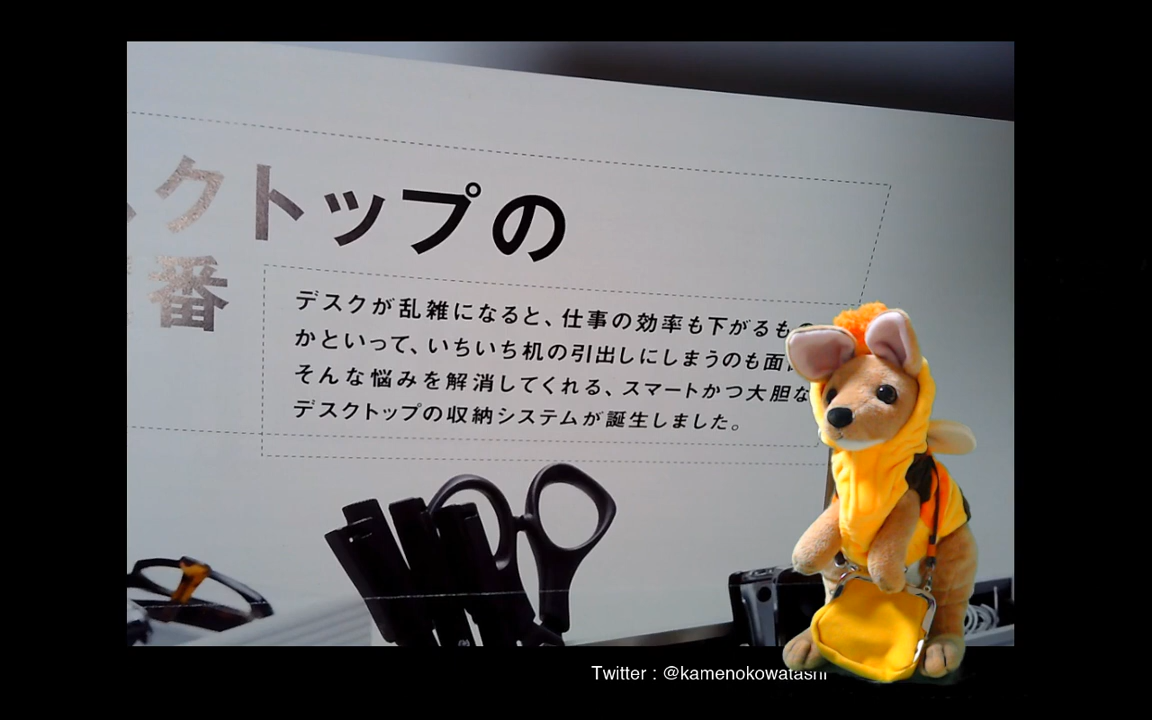 クトップの
番
デスクが乱雑になると、仕事の効率も下がるも
かといって、いちいち机の引出しにしまうのも面
そんな悩みを解消してくれる、スマートかつ大胆な
デスクトップの収納システムが誕生しました。
Twitter : @kamenokowatashi